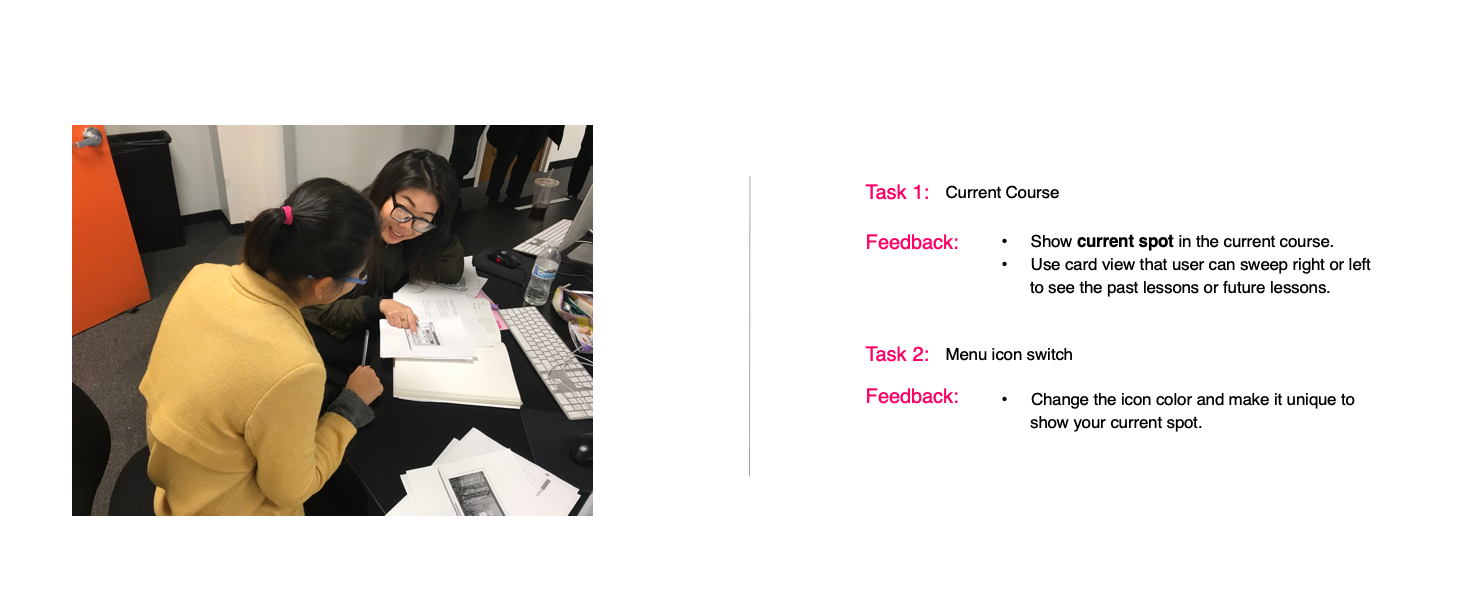 Task 1: Current Course
Feedback: • Show current spot in the current course.
• Use card view that user can sweep right or left
to see the past lessons or future lessons.
Task 2: Menu icon switch
Feedback: • Change the icon color and make it unique to
show your current spot.